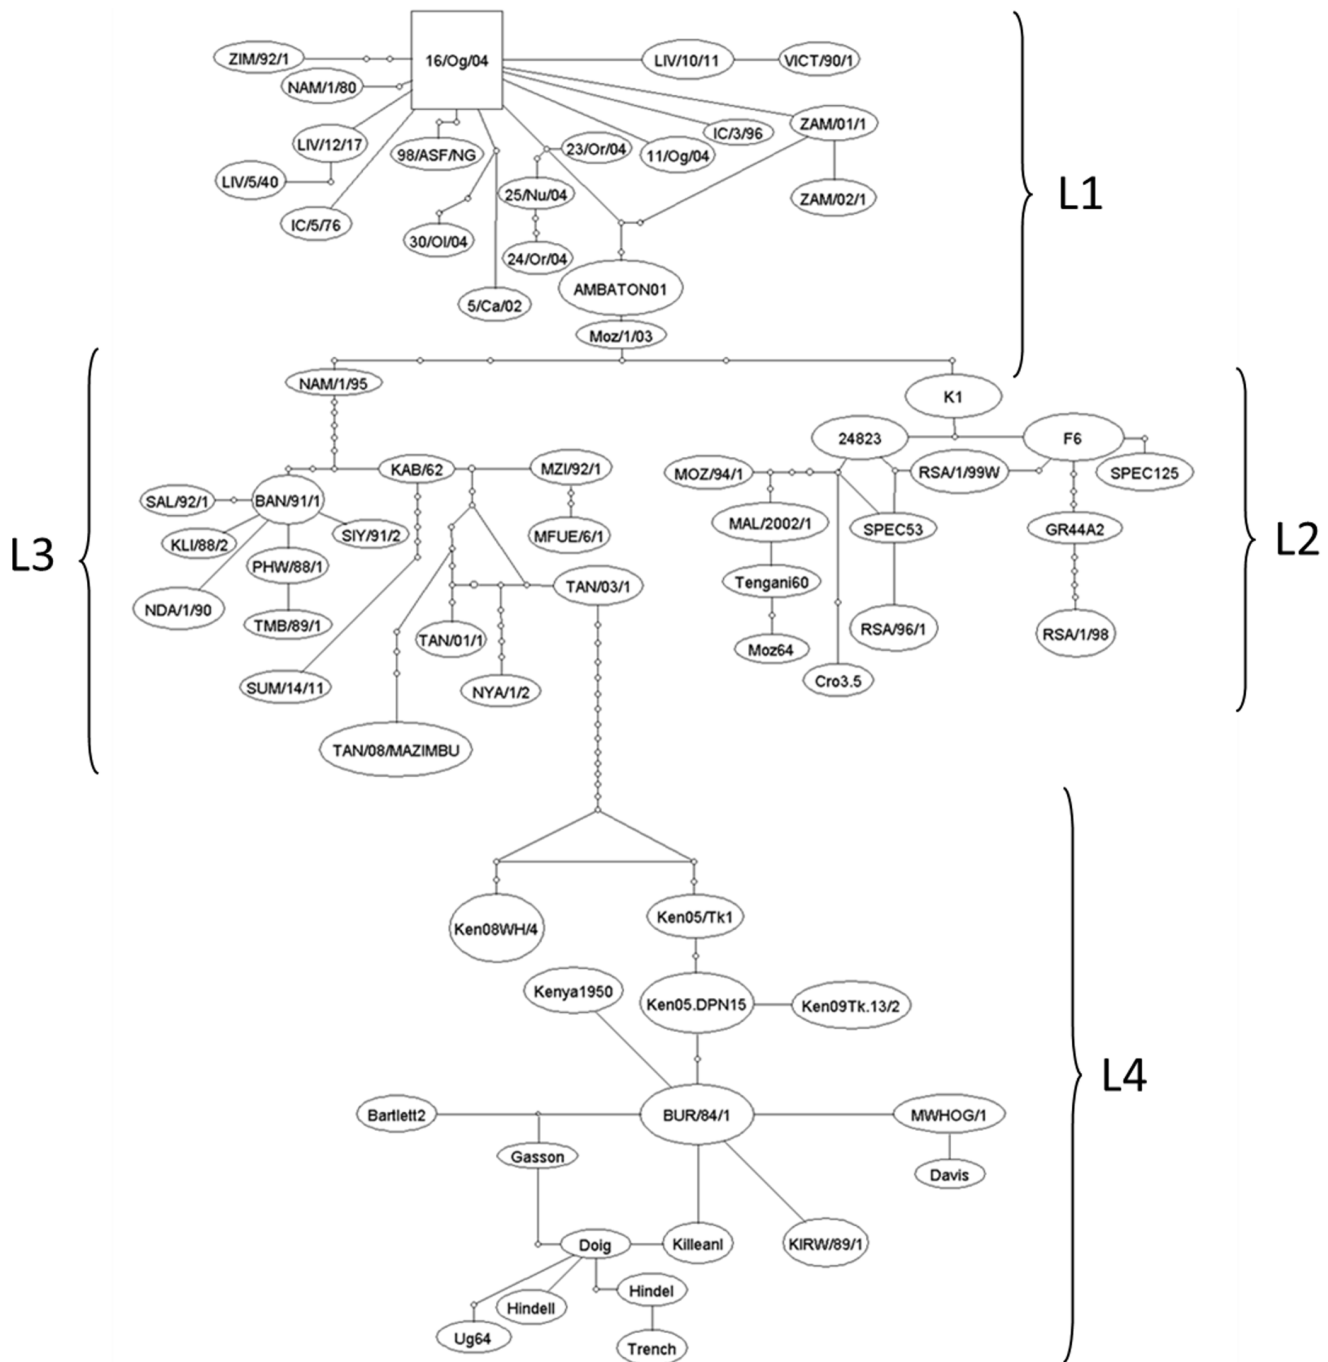 16/Og/04
ZIM/92/1
LIV/10/11
VICT/90/1
NAM/1/80
ZAM/01/1
IC/3/96
LIV/12/17
98/ASF/NG
23/Or/04
11/Og/04
LIV/5/40
25/Nu/04
ZAM/02/1
L1
IC/5/76
30/Ol/04
24/Or/04
5/Ca/02
AMBATON01
Moz/1/03
NAM/1/95
K1
24823
F6
KAB/62
MZI/92/1
MOZ/94/1
RSA/1/99W
SPEC125
SAL/92/1
BAN/91/1
MAL/2002/1
SPEC53
GR44A2
KLI/88/2
SIY/91/2
MFUE/6/1
L2
L3
PHW/88/1
TAN/03/1
Tengani60
NDA/1/90
TMB/89/1
TAN/01/1
Moz64
RSA/96/1
RSA/1/98
SUM/14/11
NYA/1/2
Cro3.5
TAN/08/MAZIMBU
Ken08WH/4
Ken05/Tk1
Kenya1950
Ken05.DPN15
Ken09Tk.13/2
L4
Bartlett2
BUR/84/1
MWHOG/1
Gasson
Davis
Doig
Killeanl
KIRW/89/1
Hindel
Hindell
Ug64
Trench